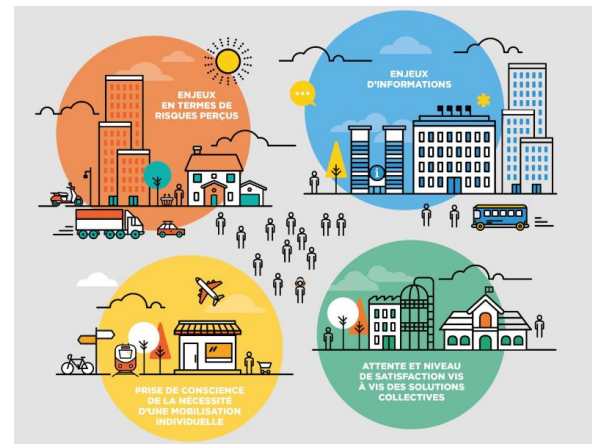 ENJEUX
EN TERMES DE
RISQUES PERÇUS
ENJEUX
D'INFORMATIONS
i
PRISE DE CONSCIENCE
DE LA NÉCESSITÉ
D'UNE MOBILISATION
INDIVIDUELLE
ATTENTE ET NIVEAU
DE SATISFACTION VIS
À VIS DES SOLUTIONS
COLLECTIVES